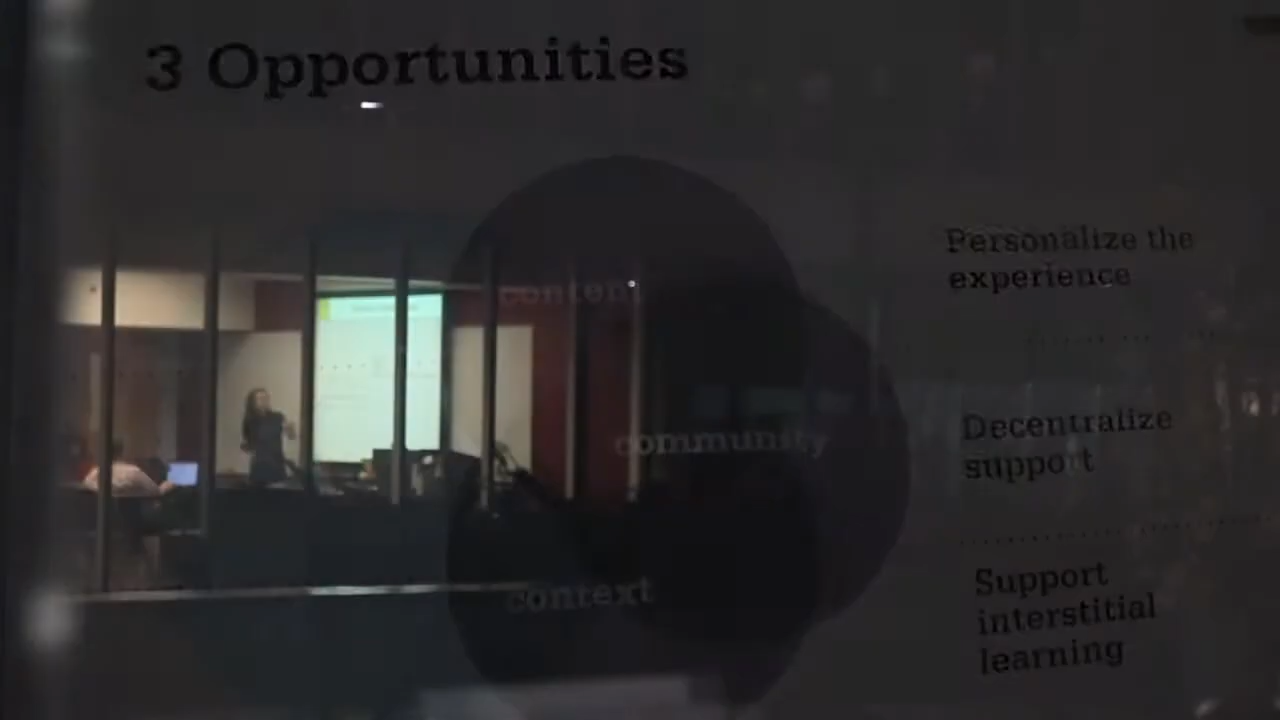 3 Opportunities
content
community
context
Personalize the
experience
Decentralize
support
Support
interstitial
learning